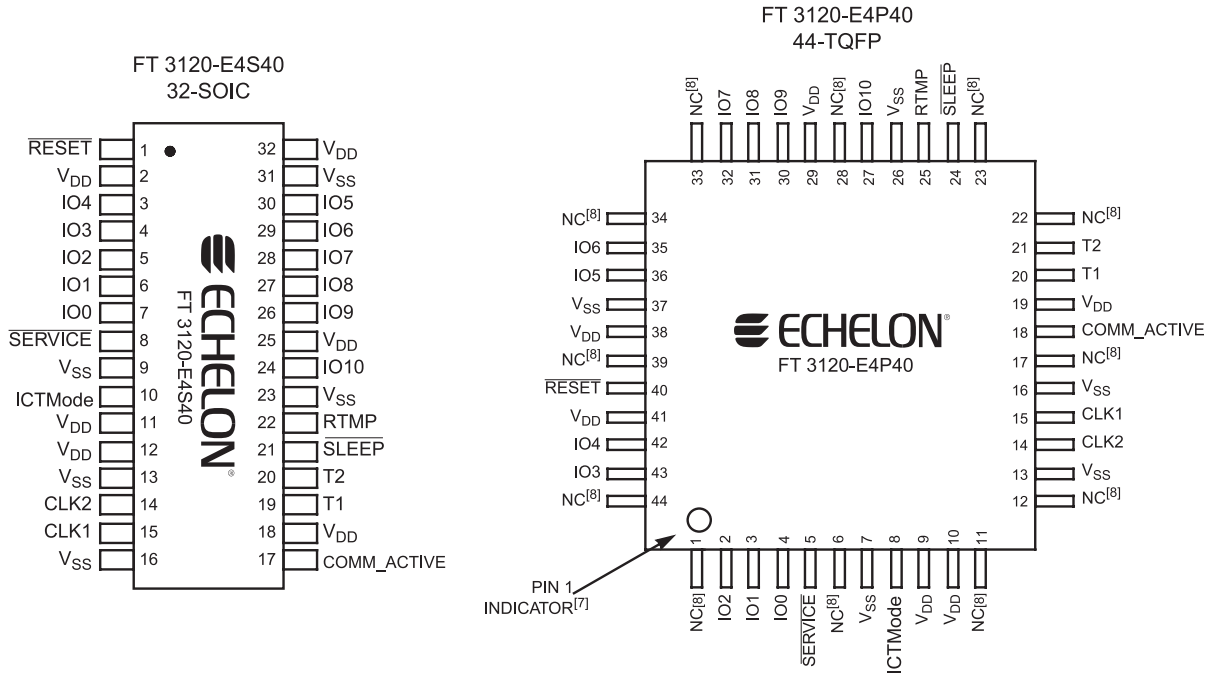 FT 3120-E4S40
32-SOIC
RESET 1 32 VDD
VDD 2 31 VSS
IO4 3 30 IO5
IO3 4 29 IO6
IO2 5 28 IO7
IO1 6 27 IO8
IO0 7 26 IO9
SERVICE 8 25 VDD
VSS 9 24 IO10
ICTMode 10 23 VSS
VDD 11 22 RTMP
VDD 12 21 SLEEP
VSS 13 20 T2
CLK2 14 19 T1
CLK1 15 18 VDD
VSS 16 17 COMM_ACTIVE
ECHELON®
FT 3120-E4S40
FT 3120-E4P40
44-TQFP
NC[8] IO7 IO8 IO9 VDD NC[8] IO10 VSS RTMP SLEEP NC[8]
33 32 31 30 29 28 27 26 25 24 23
NC[8] 34 22 NC[8]
IO6 35 21 T2
IO5 36 20 T1
VSS 37 19 VDD
VDD 38 18 COMM_ACTIVE
NC[8] 39 17 NC[8]
RESET 40 16 VSS
VDD 41 15 CLK1
IO4 42 14 CLK2
IO3 43 13 VSS
NC[8] 44 12 NC[8]
ECHELON®
FT 3120-E4P40
1 2 3 4 5 6 7 8 9 10 11
NC[8] IO2 IO1 IO0 SERVICE NC[8] VSS ICTMode VDD VDD NC[8]
PIN 1
INDICATOR[7]